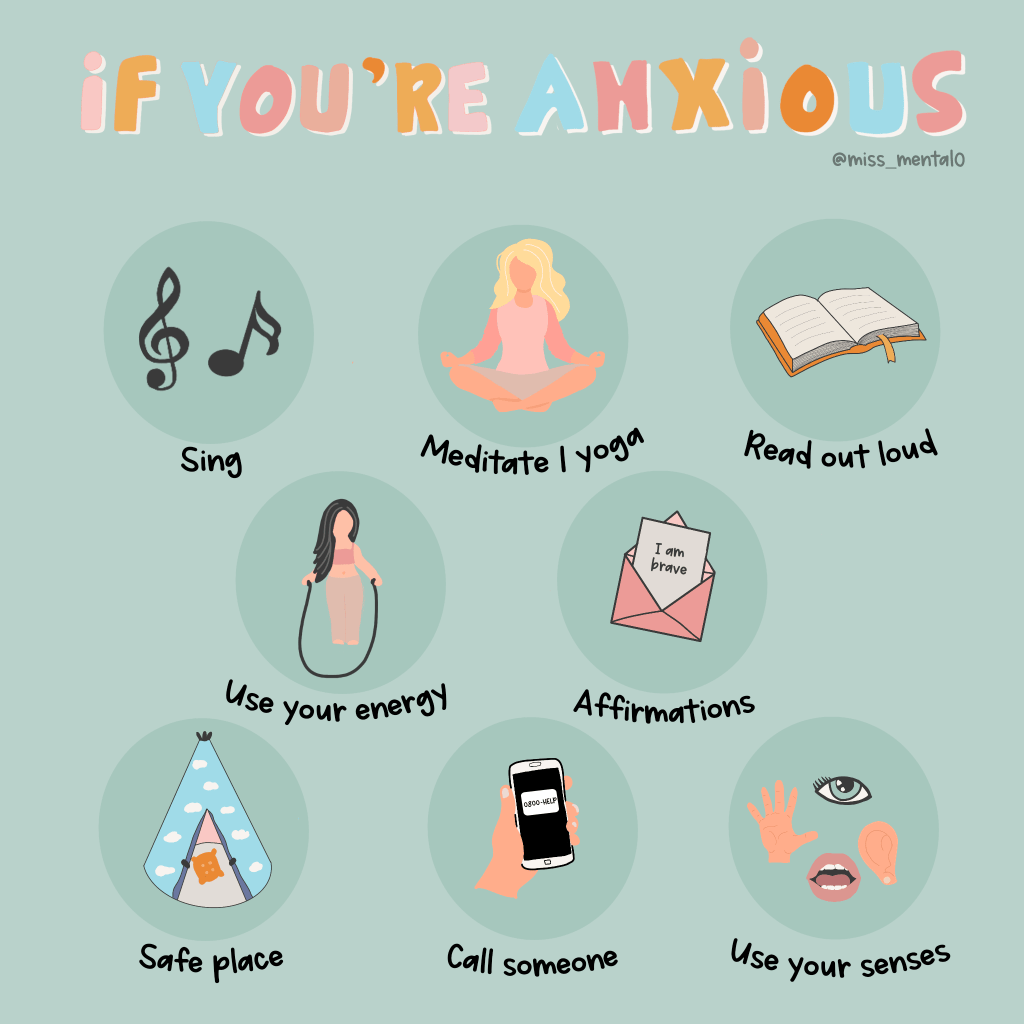 iF YOU'RE ANXiOUS
@miss_mental0
Sing
Meditate | yoga
Read out loud
I am
brave
Use your energy
Affirmations
0800-HELP
Safe place
Call someone
Use your senses